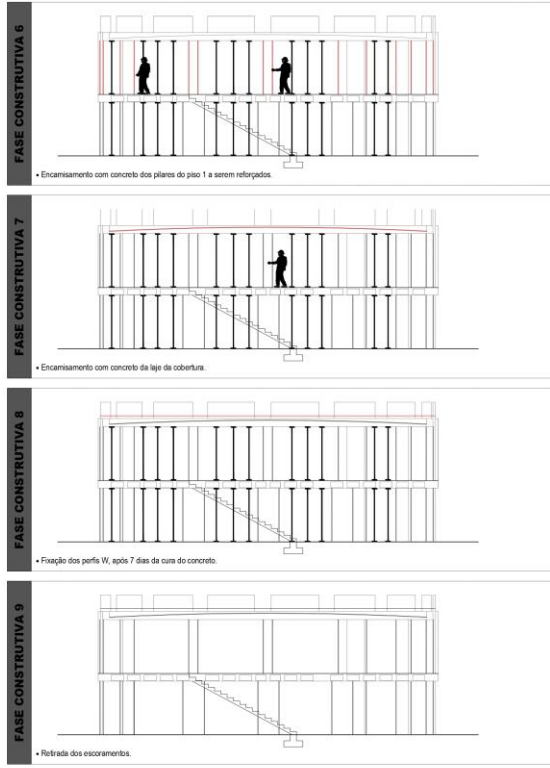 FASE CONSTRUTIVA 6
• Encamisamento com concreto dos pilares do piso 1 a serem reforçados.
FASE CONSTRUTIVA 7
• Encamisamento com concreto da laje da cobertura.
FASE CONSTRUTIVA 8
• Fixação dos perfis W, após 7 dias da cura do concreto.
FASE CONSTRUTIVA 9
• Retirada dos escoramentos.